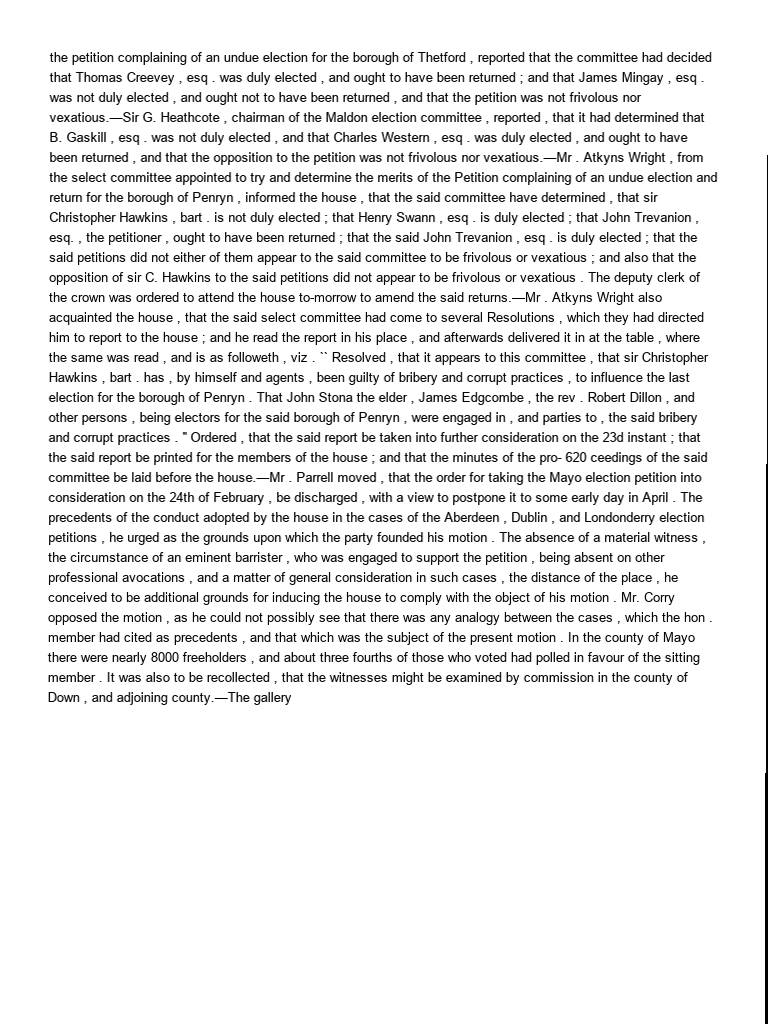 the petition complaining of an undue election for the borough of Thetford , reported that the committee had decided
that Thomas Creevey , esq . was duly elected , and ought to have been returned ; and that James Mingay , esq .
was not duly elected , and ought not to have been returned , and that the petition was not frivolous nor
vexatious.—Sir G. Heathcote , chairman of the Maldon election committee , reported , that it had determined that
B. Gaskill , esq . was not duly elected , and that Charles Western , esq . was duly elected , and ought to have
been returned , and that the opposition to the petition was not frivolous nor vexatious.—Mr . Atkyns Wright , from
the select committee appointed to try and determine the merits of the Petition complaining of an undue election and
return for the borough of Penryn , informed the house , that the said committee have determined , that sir
Christopher Hawkins , bart . is not duly elected ; that Henry Swann , esq . is duly elected ; that John Trevanion ,
esq. , the petitioner , ought to have been returned ; that the said John Trevanion , esq . is duly elected ; that the
said petitions did not either of them appear to the said committee to be frivolous or vexatious ; and also that the
opposition of sir C. Hawkins to the said petitions did not appear to be frivolous or vexatious . The deputy clerk of
the crown was ordered to attend the house to-morrow to amend the said returns.—Mr . Atkyns Wright also
acquainted the house , that the said select committee had come to several Resolutions , which they had directed
him to report to the house ; and he read the report in his place , and afterwards delivered it in at the table , where
the same was read , and is as followeth , viz . `` Resolved , that it appears to this committee , that sir Christopher
Hawkins , bart . has , by himself and agents , been guilty of bribery and corrupt practices , to influence the last
election for the borough of Penryn . That John Stona the elder , James Edgcombe , the rev . Robert Dillon , and
other persons , being electors for the said borough of Penryn , were engaged in , and parties to , the said bribery
and corrupt practices . '' Ordered , that the said report be taken into further consideration on the 23d instant ; that
the said report be printed for the members of the house ; and that the minutes of the pro- 620 ceedings of the said
committee be laid before the house.—Mr . Parrell moved , that the order for taking the Mayo election petition into
consideration on the 24th of February , be discharged , with a view to postpone it to some early day in April . The
precedents of the conduct adopted by the house in the cases of the Aberdeen , Dublin , and Londonderry election
petitions , he urged as the grounds upon which the party founded his motion . The absence of a material witness ,
the circumstance of an eminent barrister , who was engaged to support the petition , being absent on other
professional avocations , and a matter of general consideration in such cases , the distance of the place , he
conceived to be additional grounds for inducing the house to comply with the object of his motion . Mr. Corry
opposed the motion , as he could not possibly see that there was any analogy between the cases , which the hon .
member had cited as precedents , and that which was the subject of the present motion . In the county of Mayo
there were nearly 8000 freeholders , and about three fourths of those who voted had polled in favour of the sitting
member . It was also to be recollected , that the witnesses might be examined by commission in the county of
Down , and adjoining county.—The gallery